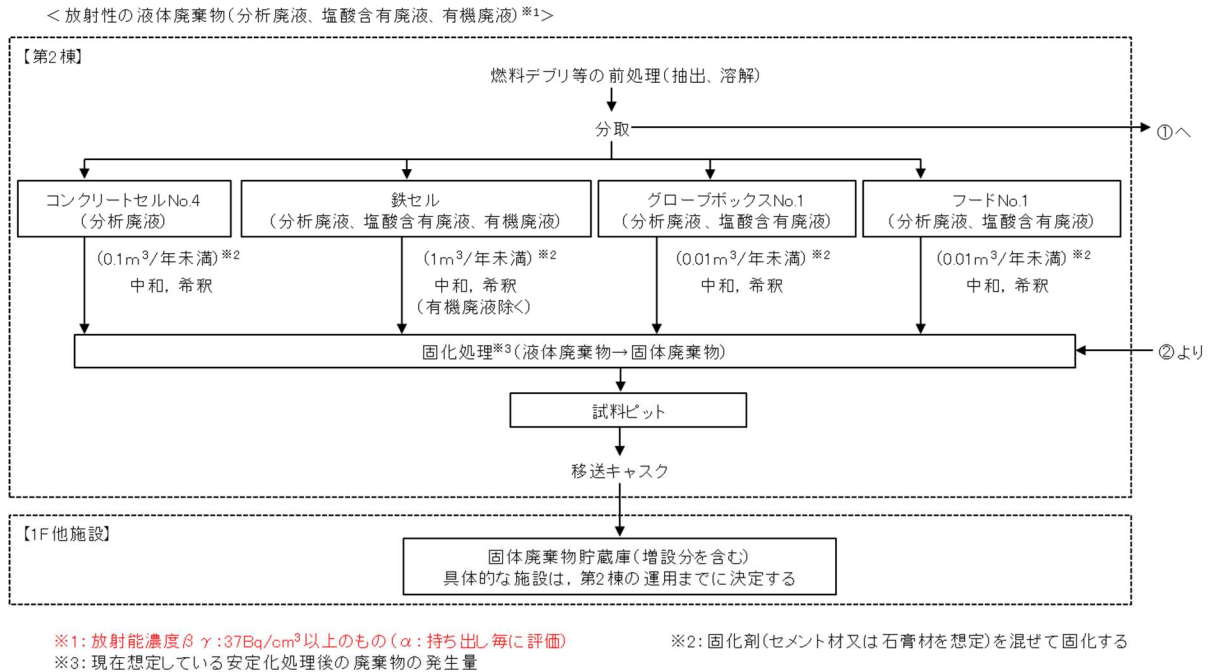 ＜放射性の液体廃棄物(分析廃液、塩酸含有廃液、有機廃液)※1＞
【第2棟】
燃料デブリ等の前処理(抽出、溶解)
分取
①へ
コンクリートセルNo.4
(分析廃液)
鉄セル
(分析廃液、塩酸含有廃液、有機廃液)
グローブボックスNo.1
(分析廃液、塩酸含有廃液)
フードNo.1
(分析廃液、塩酸含有廃液)
(0.1m³/年未満)※2
中和, 希釈
(1m³/年未満)※2
中和, 希釈
(有機廃液除く)
(0.01m³/年未満)※2
中和, 希釈
(0.01m³/年未満)※2
中和, 希釈
固化処理※3(液体廃棄物→固体廃棄物)
②より
試料ピット
移送キャスク
【1F他施設】
固体廃棄物貯蔵庫(増設分を含む)
具体的な施設は, 第2棟の運用までに決定する
※1: 放射能濃度βγ:37Bq/cm³以上のもの(α:持ち出し毎に評価)
※2: 固化剤(セメント材又は石膏材を想定)を混ぜて固化する
※3: 現在想定している安定化処理後の廃棄物の発生量